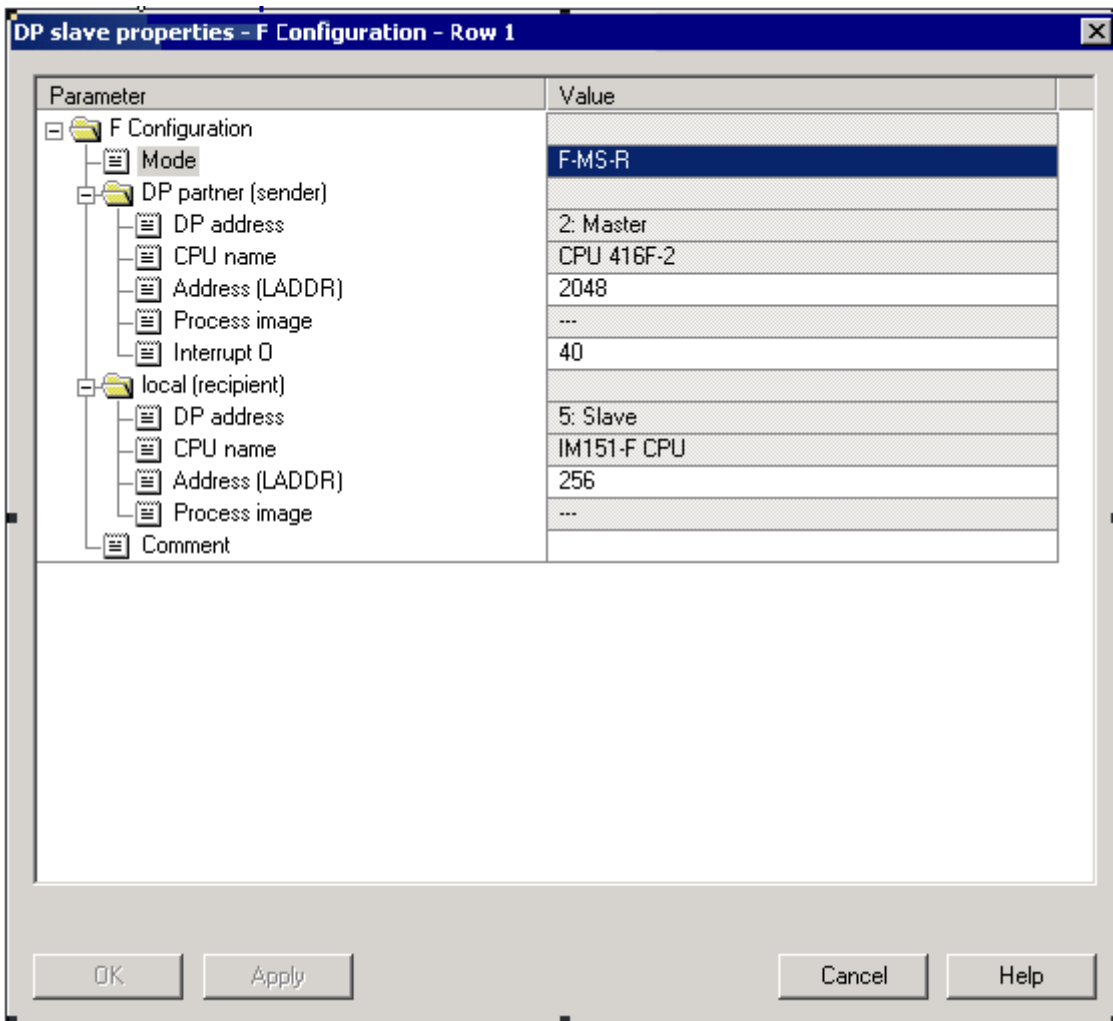 DP slave properties - F Configuration - Row 1
Parameter Value
F Configuration
Mode F-MS-R
DP partner (sender)
DP address 2: Master
CPU name CPU 416F-2
Address (LADDR) 2048
Process image ---
Interrupt O 40
local (recipient)
DP address 5: Slave
CPU name IM151-F CPU
Address (LADDR) 256
Process image ---
Comment
OK Apply Cancel Help